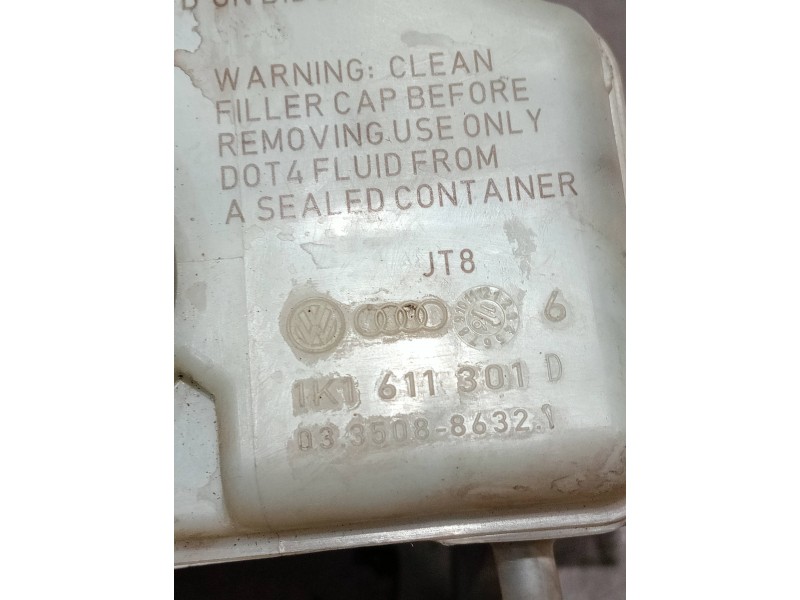 WARNING: CLEAN
FILLER CAP BEFORE
REMOVING.USE ONLY
DOT4 FLUID FROM
A SEALED CONTAINER
JT8
VW
6
1K1 611 301 D
03.3508-8632.1